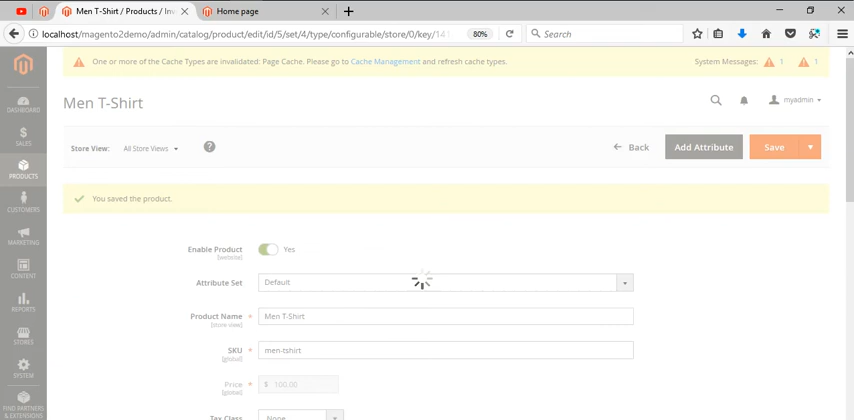 Men T-Shirt / Products / Inv
Home page
localhost/magento2demo/admin/catalog/product/edit/id/5/set/4/type/configurable/store/0/key/141
80%
Search
One or more of the Cache Types are invalidated: Page Cache. Please go to Cache Management and refresh cache types.
System Messages: 1 1
Men T-Shirt
myadmin
DASHBOARD
SALES
PRODUCTS
CUSTOMERS
MARKETING
CONTENT
REPORTS
STORES
SYSTEM
FIND PARTNERS
& EXTENSIONS
Store View: All Store Views ?
Back
Add Attribute
Save
You saved the product.
Enable Product Yes
[website]
Attribute Set Default
Product Name * Men T-Shirt
[store view]
SKU * men-tshirt
[global]
Price * $ 100.00
[global]
Tax Class None